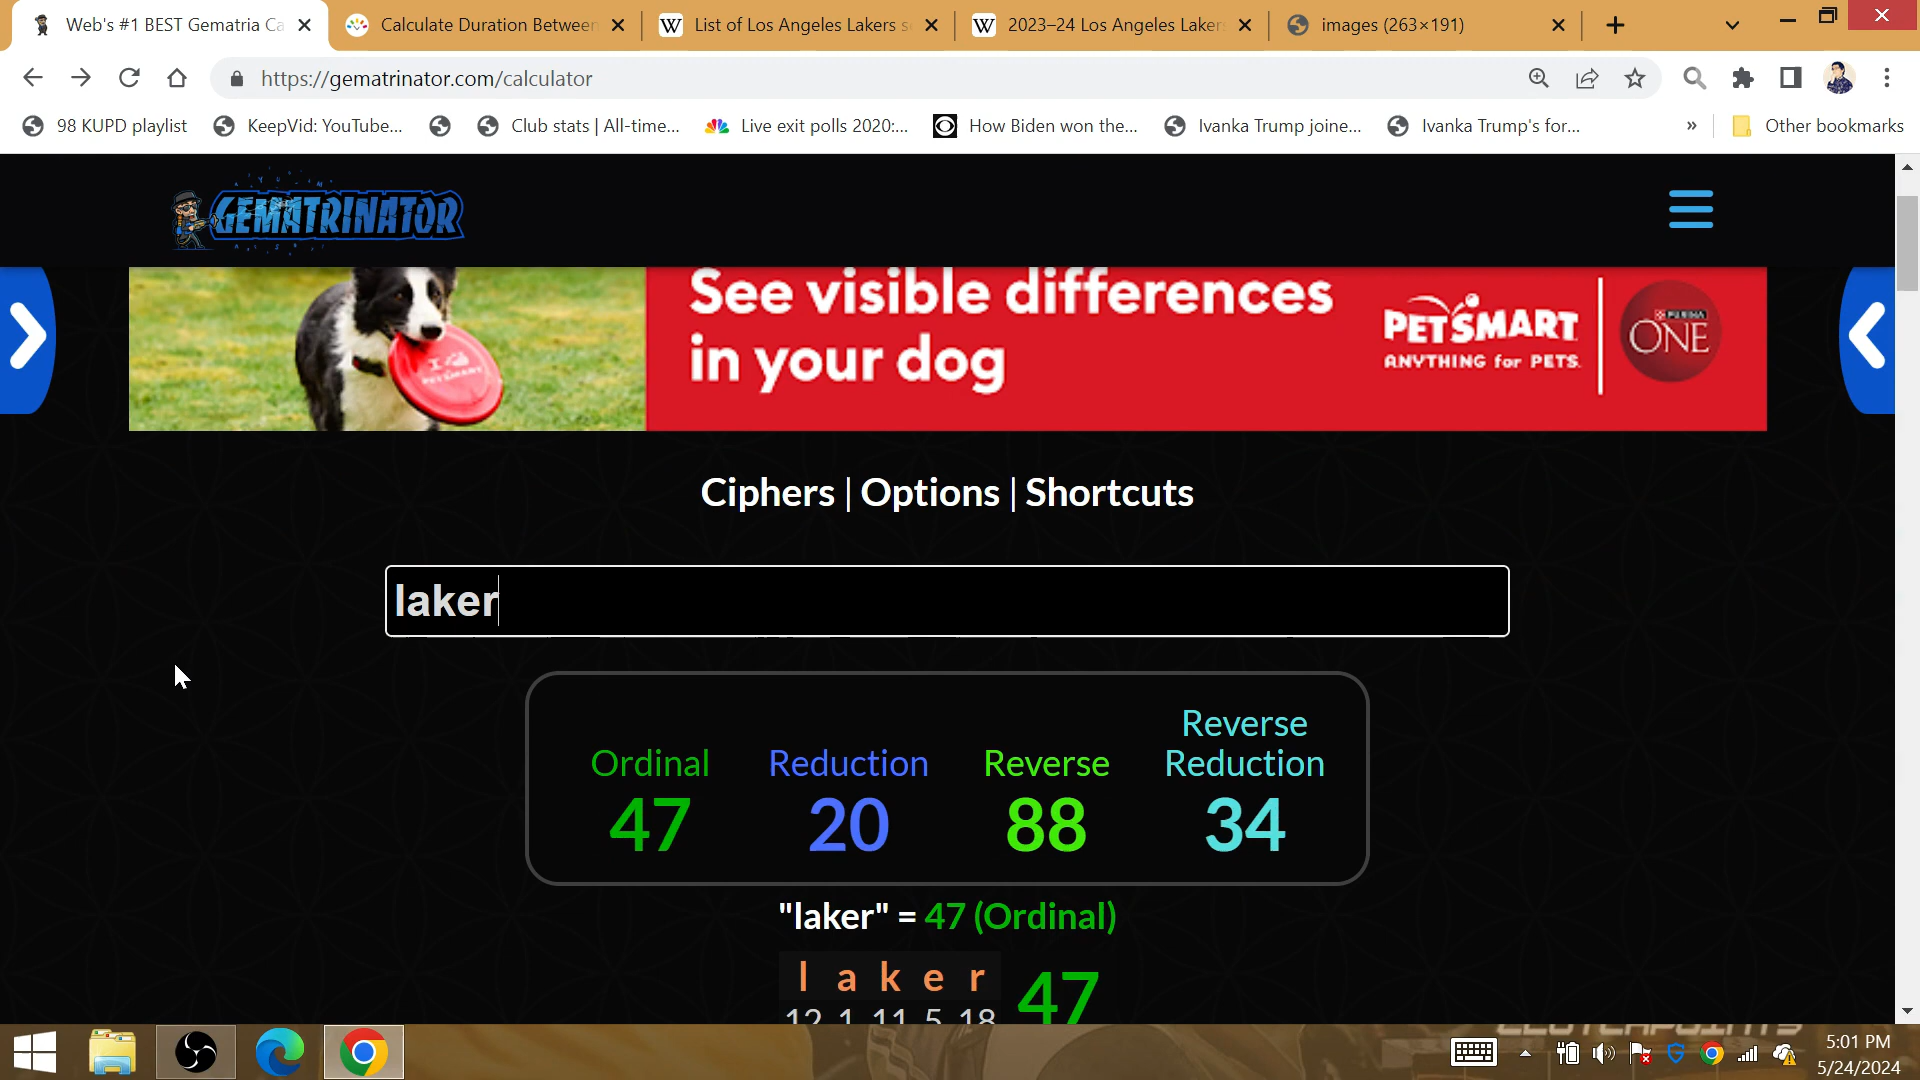 Web's #1 BEST Gematria Ca
Calculate Duration Between
List of Los Angeles Lakers se
2023–24 Los Angeles Lakers
images (263×191)
https://gematrinator.com/calculator
98 KUPD playlist
KeepVid: YouTube...
Club stats | All-time...
Live exit polls 2020:...
How Biden won the...
Ivanka Trump joine...
Ivanka Trump's for...
»
Other bookmarks
GEMATRINATOR
See visible differences
in your dog
PETSMART
ANYTHING for PETS.
PURINA
ONE
Ciphers | Options | Shortcuts
laker
Ordinal
47
Reduction
20
Reverse
88
Reverse
Reduction
34
"laker" = 47 (Ordinal)
l a k e r
12 1 11 5 18
47
CLUTCHPOINTS
5:01 PM
5/24/2024